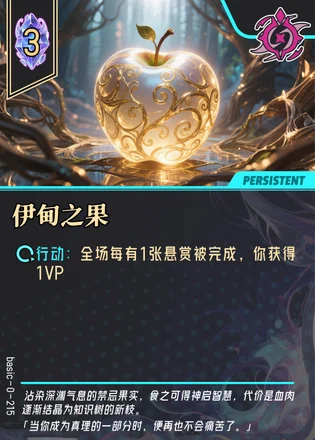 3
PERSISTENT
伊甸之果
行动：全场每有1张悬赏被完成，你获得
1VP
沾染深渊气息的禁忌果实，食之可得神启智慧，代价是血肉
逐渐结晶为知识树的新枝。
「当你成为真理的一部分时，便再也不会痛苦了。」
basic-0-215